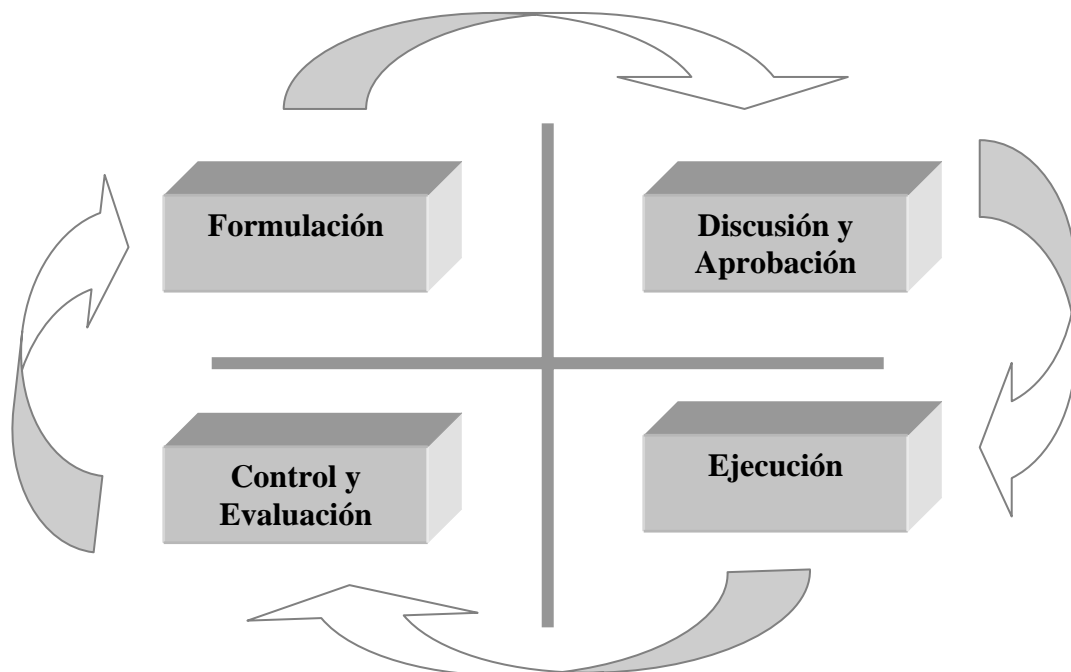 Formulación
Discusión y
Aprobación
Control y
Evaluación
Ejecución